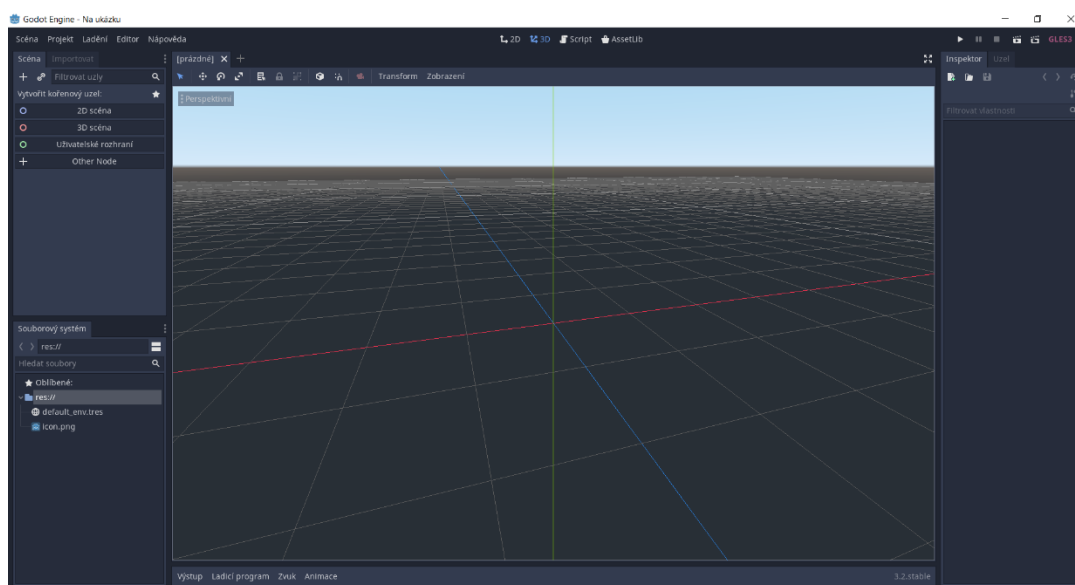 Godot Engine - Na ukázku
Scéna Projekt Ladění Editor Nápověda
2D 3D Script AssetLib
GLES3
Scéna Importovat
Filtrovat uzly
Vytvořit kořenový uzel:
2D scéna
3D scéna
Uživatelské rozhraní
Other Node
[prázdné]
Transform Zobrazení
Perspektivní
Inspektor Uzel
Filtrovat vlastnosti
Souborový systém
res://
Hledat soubory
Oblíbené:
res://
default_env.tres
icon.png
Výstup Ladicí program Zvuk Animace
3.2.stable